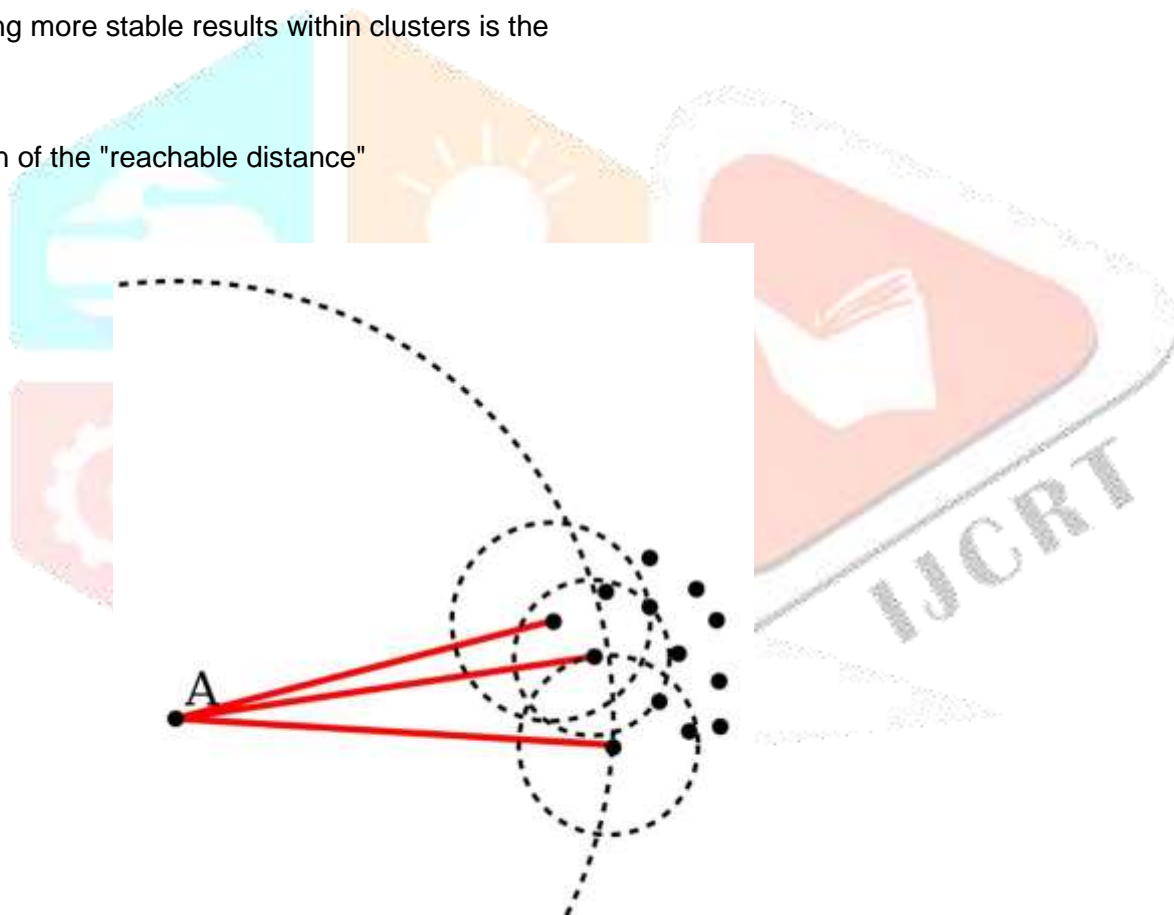 ng more stable results within clusters is the
n of the "reachable distance"
A
IJCRT